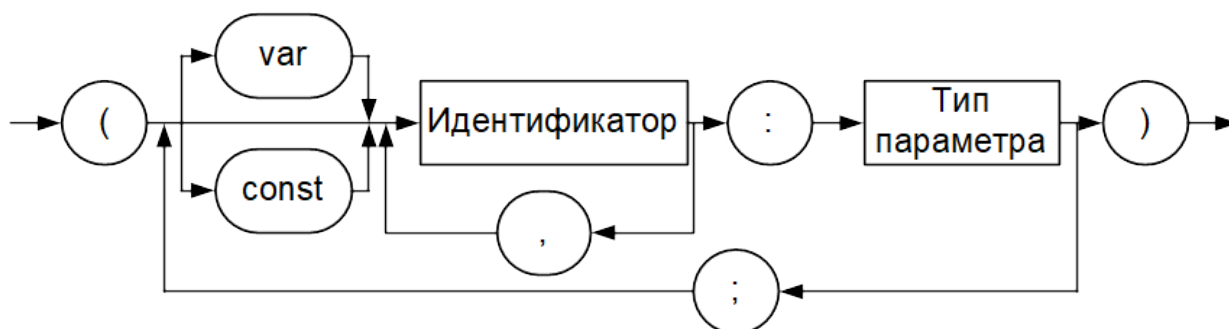 var
(
Идентификатор
:
Тип
параметра
)
const
,
;